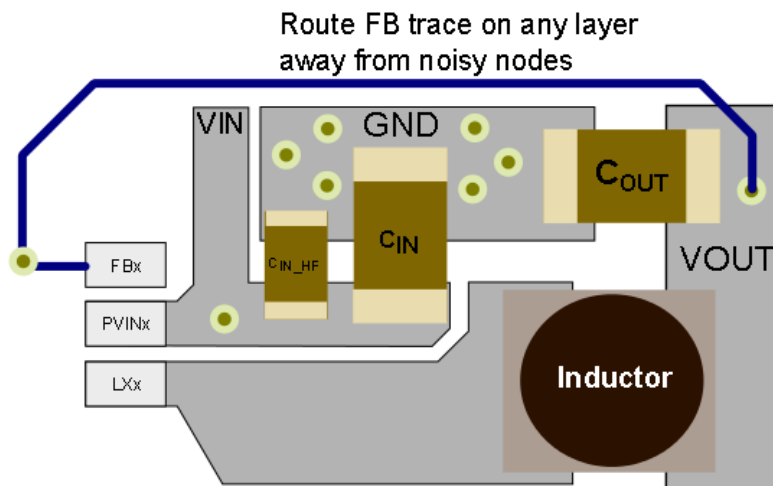 Route FB trace on any layer
away from noisy nodes
VIN
GND
COUT
CIN
CIN_HF
FBx
VOUT
PVINx
LXx
Inductor